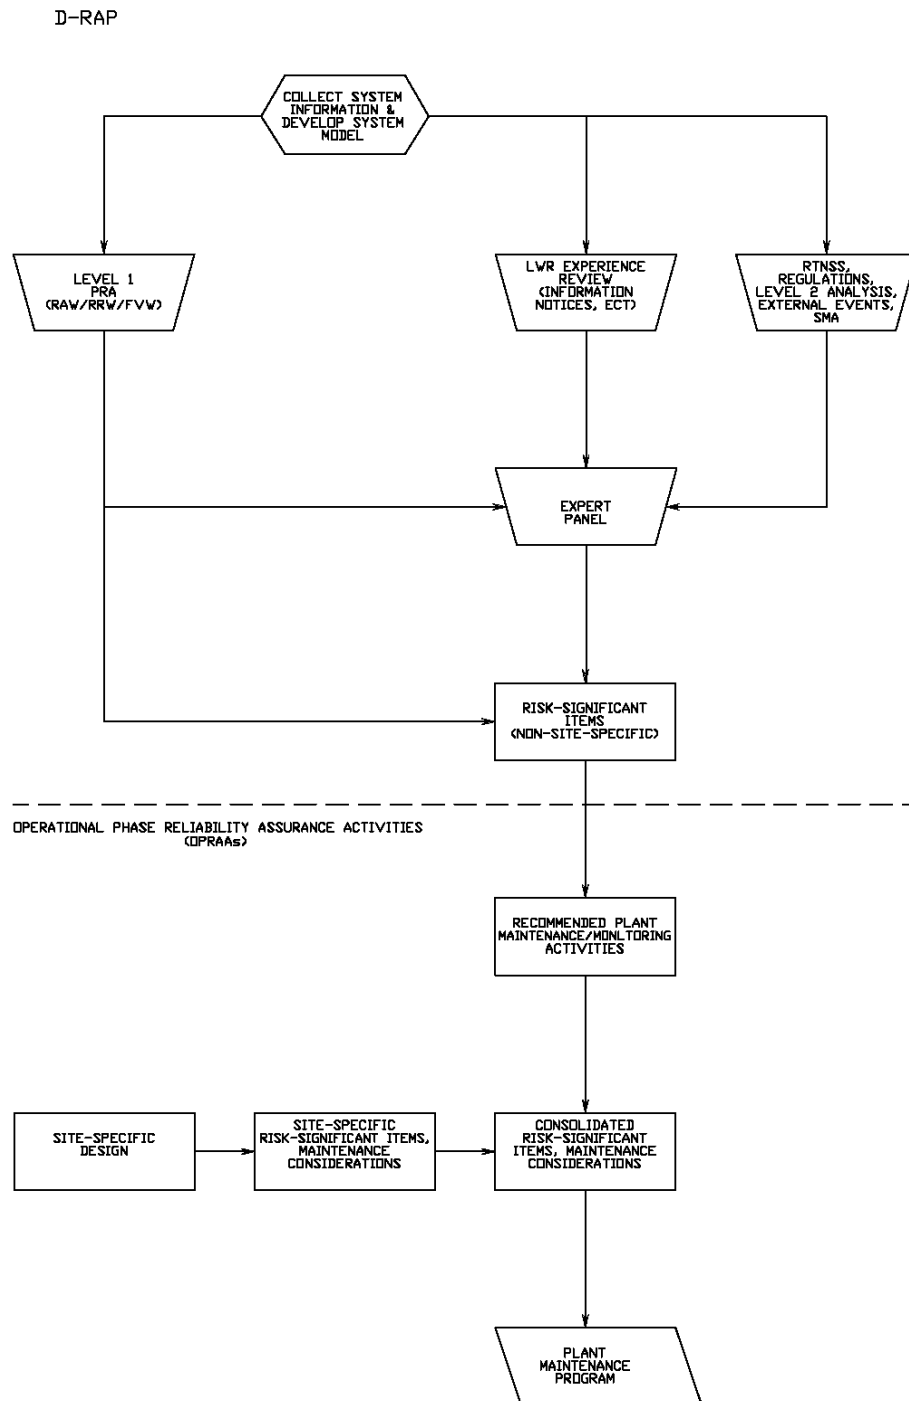 D-RAP
COLLECT SYSTEM
INFORMATION &
DEVELOP SYSTEM
MODEL
LEVEL 1
PRA
(RAW/RRW/FVW)
LWR EXPERIENCE
REVIEW
(INFORMATION
NOTICES, ECT)
RTNSS,
REGULATIONS,
LEVEL 2 ANALYSIS,
EXTERNAL EVENTS,
SMA
EXPERT
PANEL
RISK-SIGNIFICANT
ITEMS
(NON-SITE-SPECIFIC)
OPERATIONAL PHASE RELIABILITY ASSURANCE ACTIVITIES
(OPRAAs)
RECOMMENDED PLANT
MAINTENANCE/MONLTORING
ACTIVITIES
SITE-SPECIFIC
DESIGN
SITE-SPECIFIC
RISK-SIGNIFICANT ITEMS,
MAINTENANCE
CONSIDERATIONS
CONSOLIDATED
RISK-SIGNIFICANT
ITEMS, MAINTENANCE
CONSIDERATIONS
PLANT
MAINTENANCE
PROGRAM